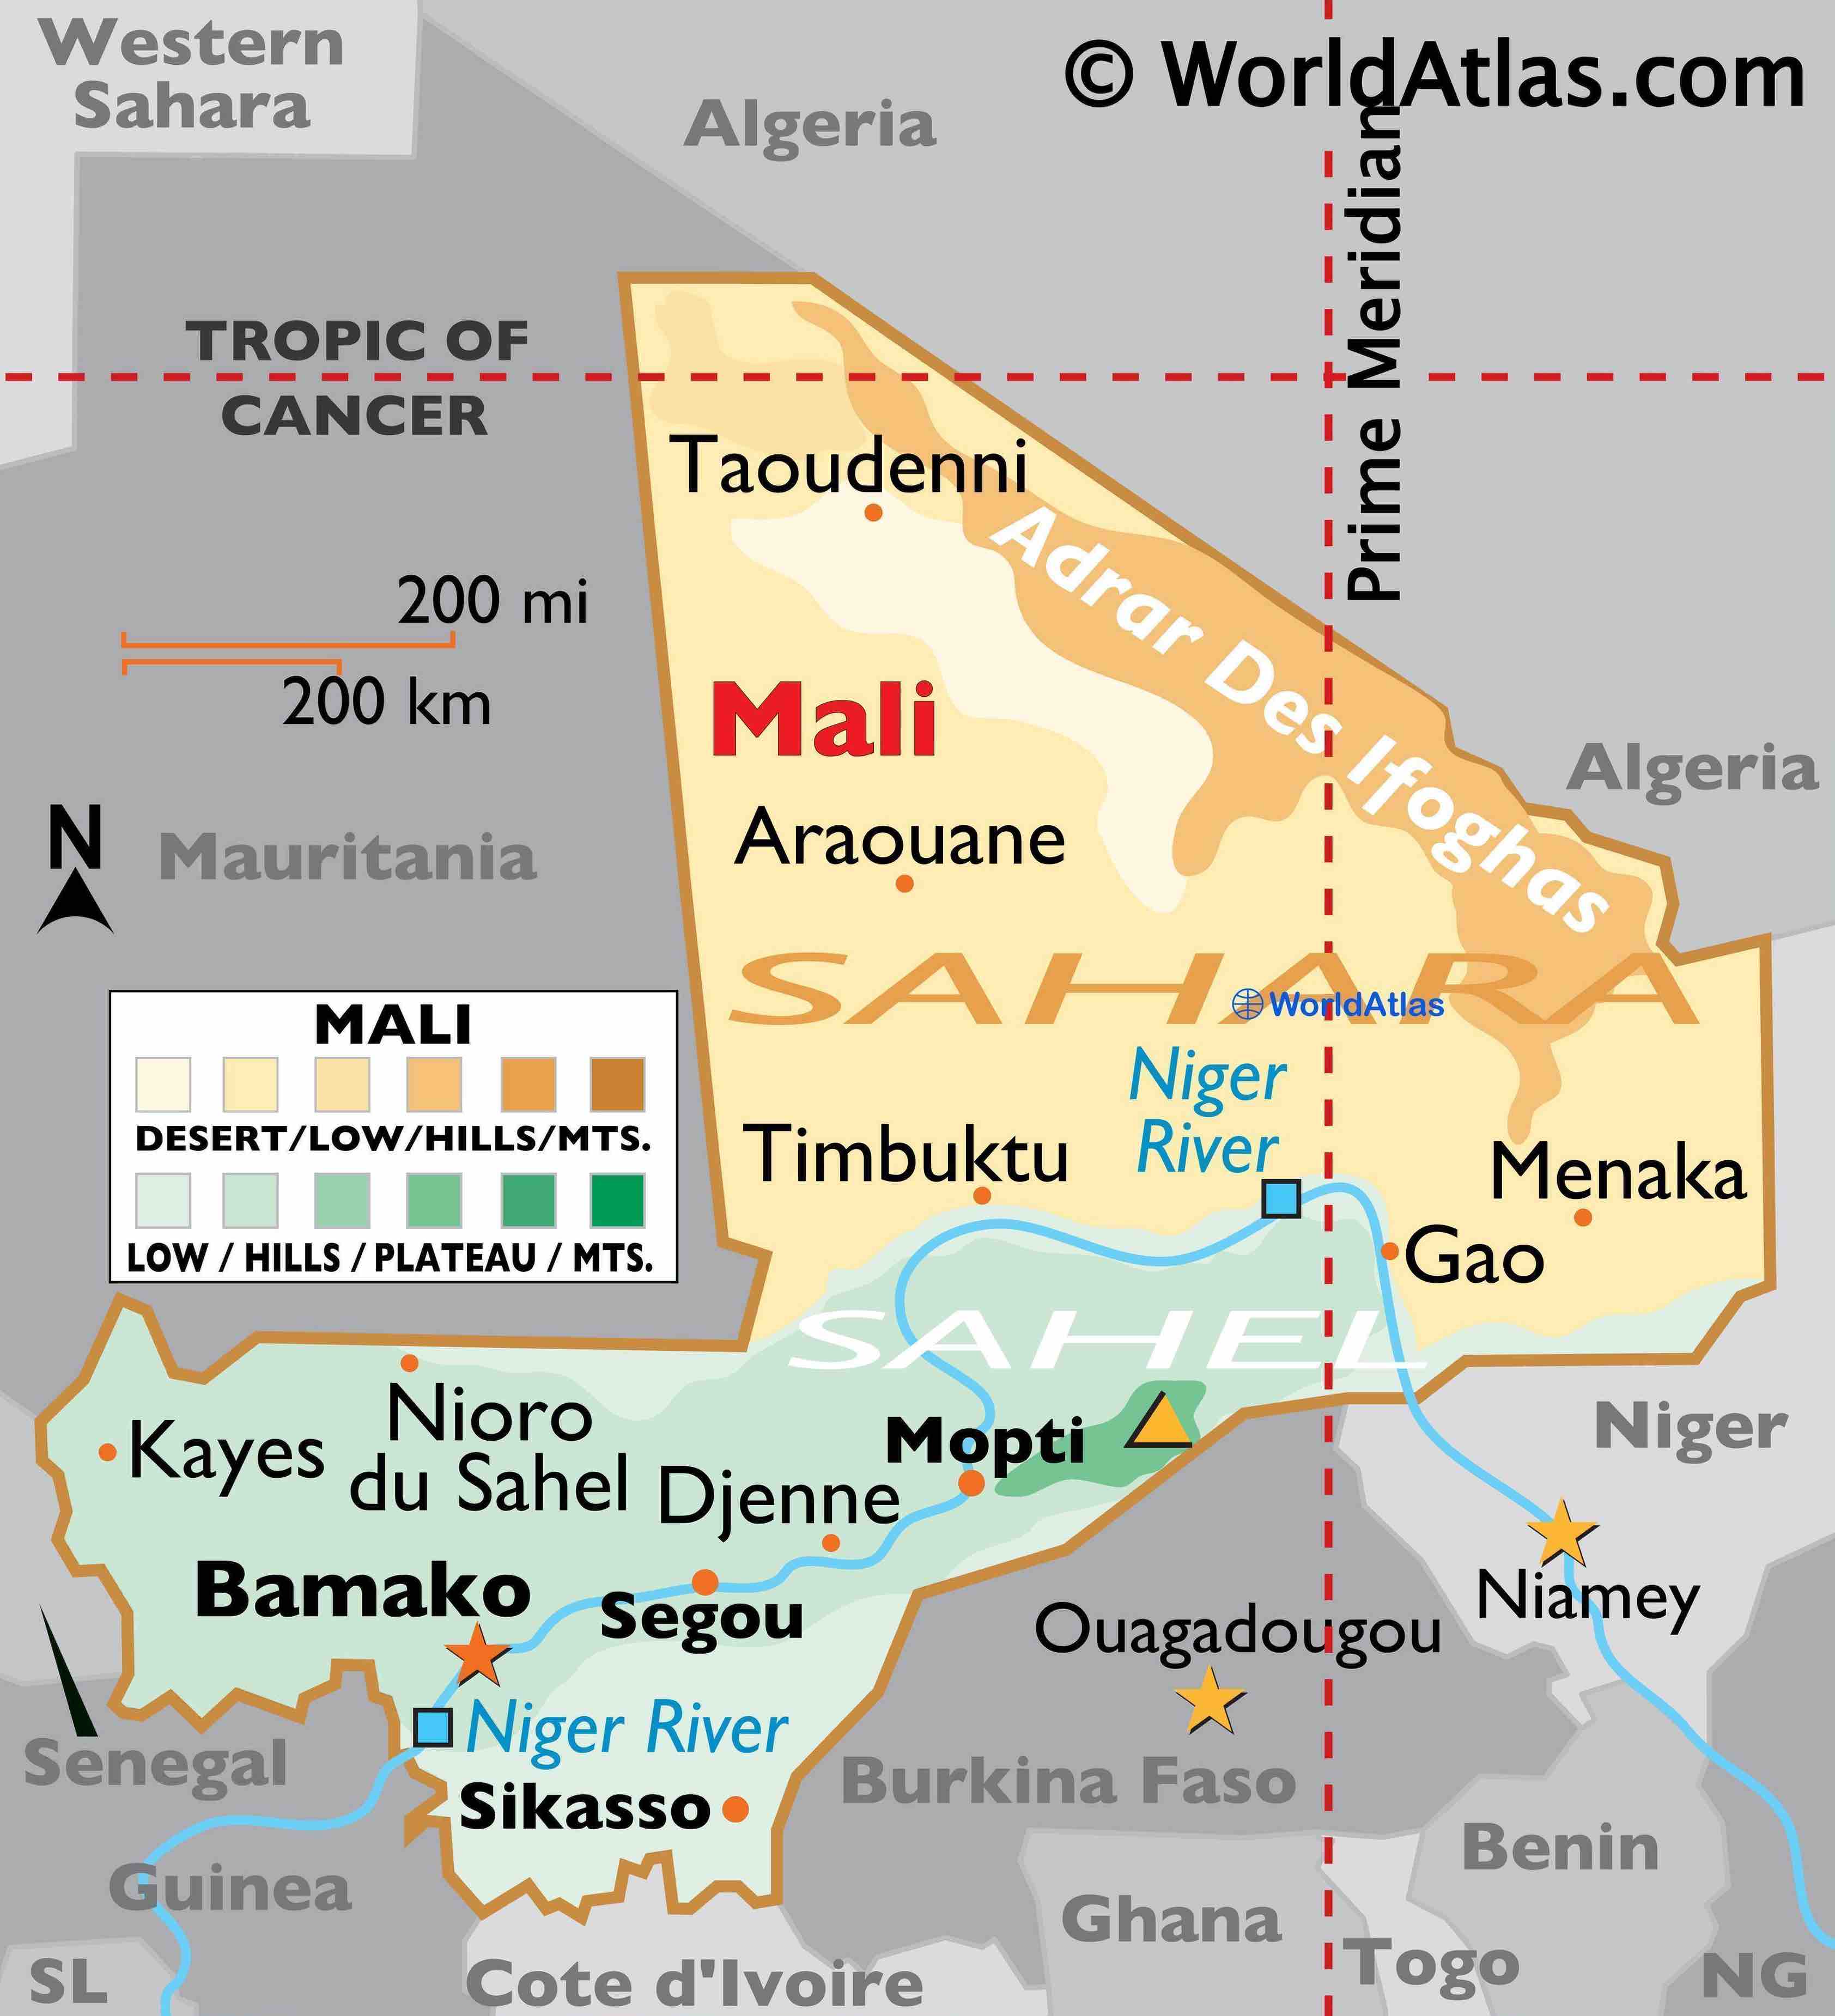 Western
Sahara
© WorldAtlas.com
Algeria
Prime Meridian
TROPIC OF
CANCER
Taoudenni
Adrar Des Ifoghas
200 mi
200 km
Mali
Algeria
N
Mauritania
Araouane
SAHARA
WorldAtlas
MALI
DESERT/LOW/HILLS/MTS.
LOW / HILLS / PLATEAU / MTS.
Niger
River
Timbuktu
Menaka
Gao
SAHEL
Nioro
du Sahel
Kayes
Mopti
Djenne
Niger
Bamako
Segou
Niamey
Ouagadougou
Niger River
Senegal
Sikasso
Burkina Faso
Benin
Guinea
Ghana
Togo
SL
Cote d'Ivoire
NG